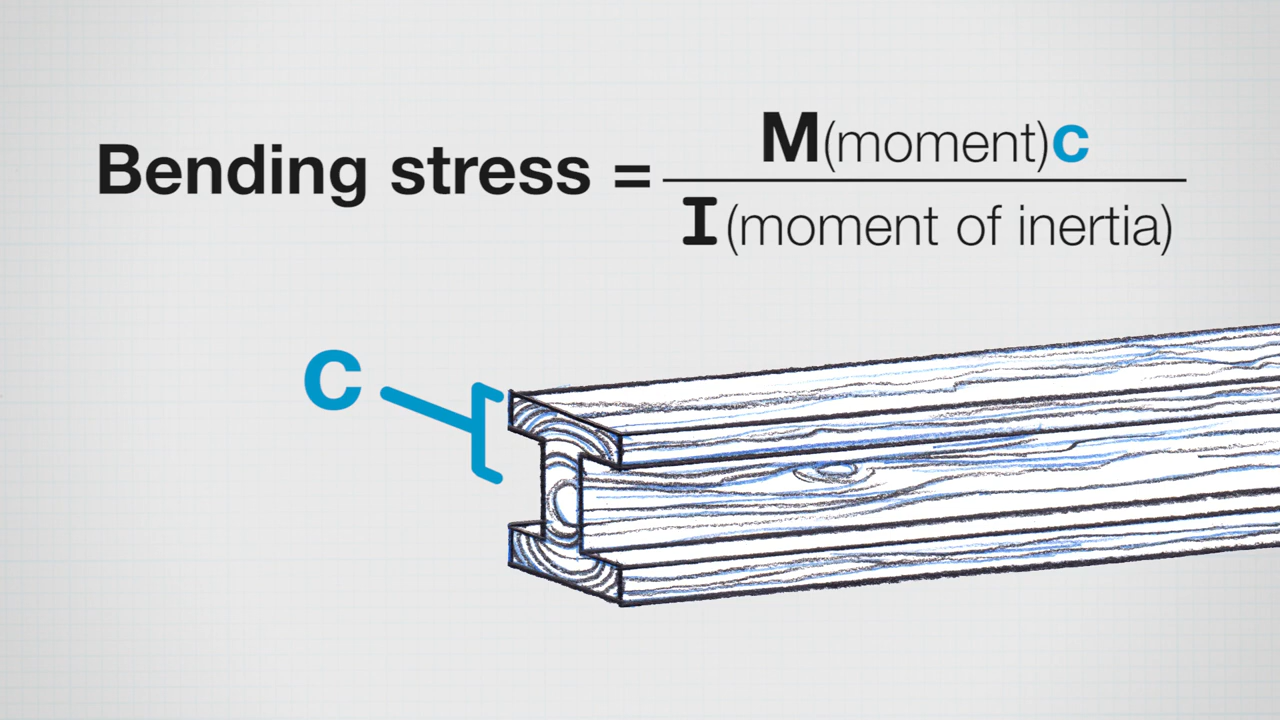 Bending stress =
M(moment)c
I(moment of inertia)
C